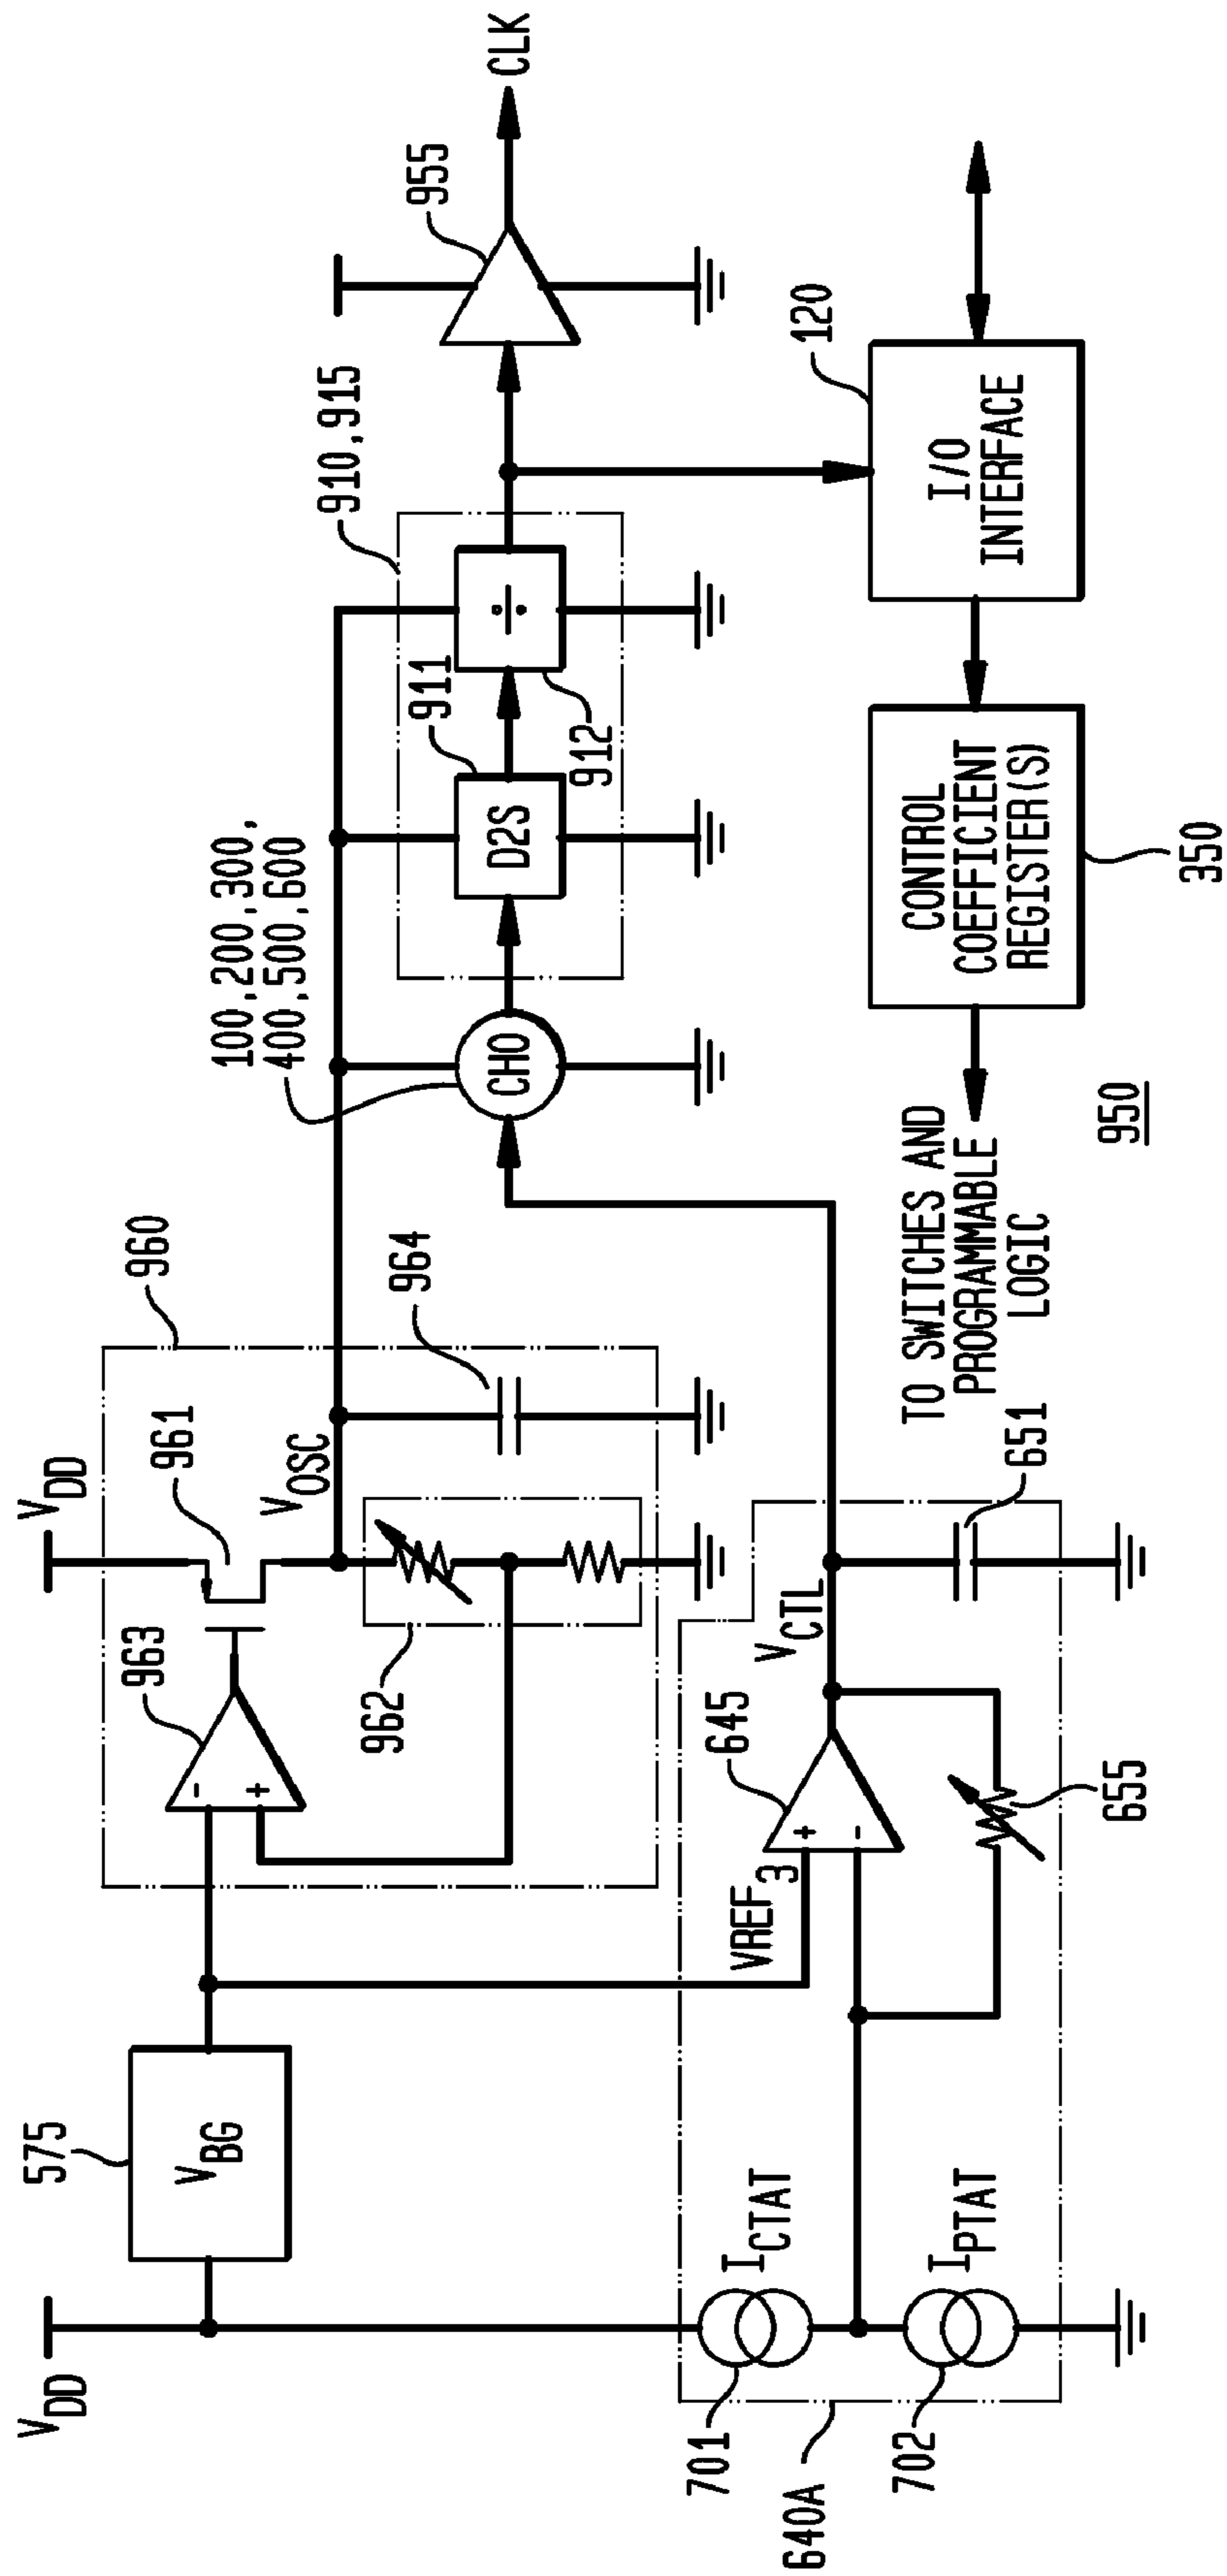 V_DD
575
V_BG
V_DD
963
-
+
961
960
V_OSC
962
964
100,200,300,
400,500,600
CHO
910,915
911
D2S
÷
912
955
CLK
701
I_CTAT
702
I_PTAT
640A
VREF_3
645
+
-
V_CTL
655
651
120
I/O
INTERFACE
CONTROL
COEFFICIENT
REGISTER(S)
350
TO SWITCHES AND
PROGRAMMABLE
LOGIC
950